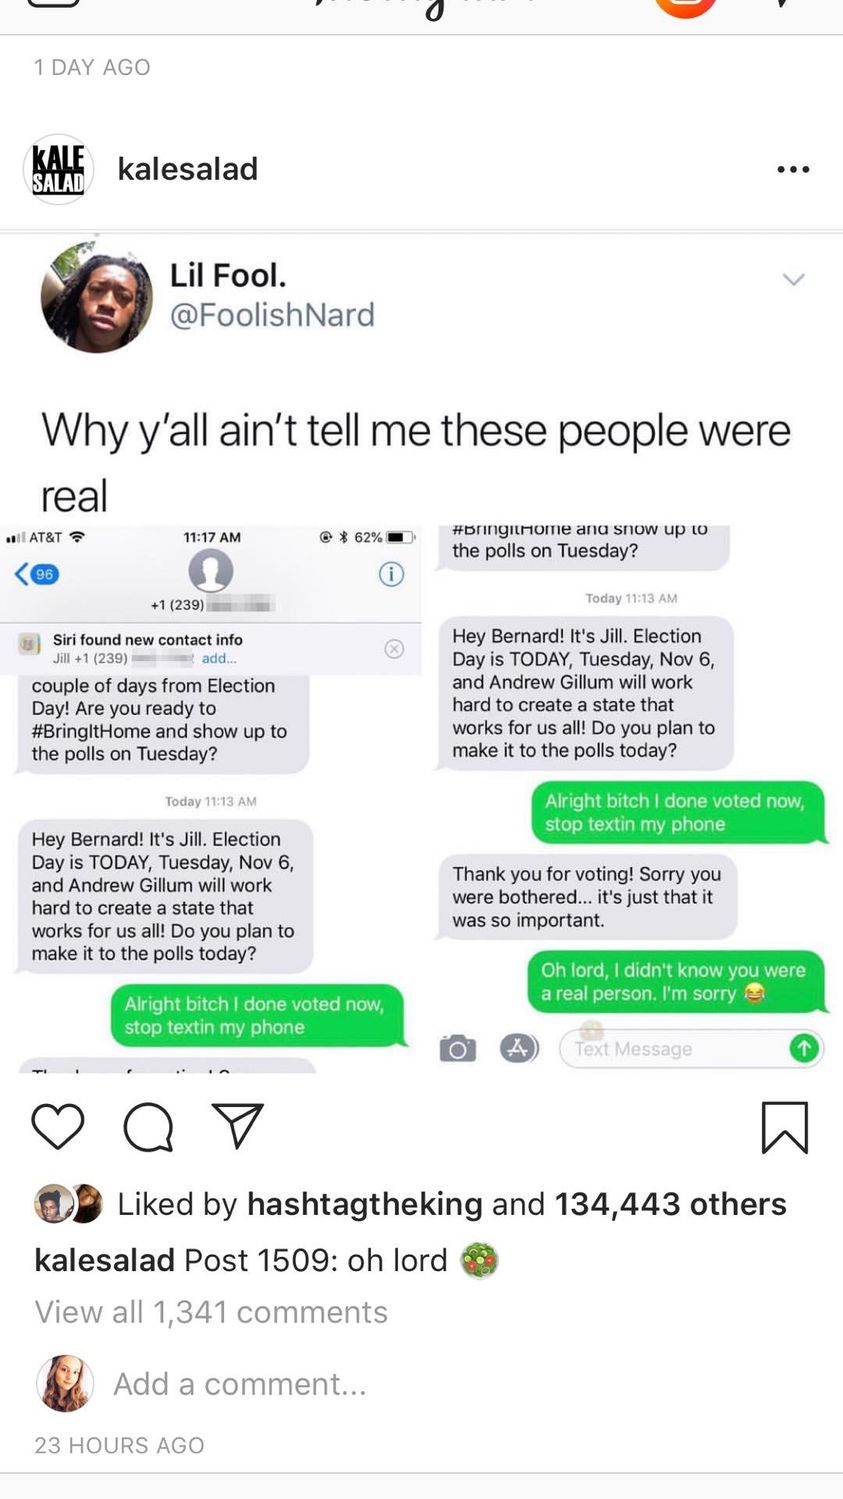 1 DAY AGO
KALE
SALAD
kalesalad
Lil Fool.
@FoolishNard
Why y'all ain't tell me these people were
real
AT&T 11:17 AM 62%
96
+1 (239)
Siri found new contact info
Jill +1 (239) add...
couple of days from Election
Day! Are you ready to
#BringItHome and show up to
the polls on Tuesday?
Today 11:13 AM
Hey Bernard! It's Jill. Election
Day is TODAY, Tuesday, Nov 6,
and Andrew Gillum will work
hard to create a state that
works for us all! Do you plan to
make it to the polls today?
Alright bitch I done voted now,
stop textin my phone
#BringItHome and show up to
the polls on Tuesday?
Today 11:13 AM
Hey Bernard! It's Jill. Election
Day is TODAY, Tuesday, Nov 6,
and Andrew Gillum will work
hard to create a state that
works for us all! Do you plan to
make it to the polls today?
Alright bitch I done voted now,
stop textin my phone
Thank you for voting! Sorry you
were bothered... it's just that it
was so important.
Oh lord, I didn't know you were
a real person. I'm sorry 😂
Text Message
Liked by hashtagtheking and 134,443 others
kalesalad Post 1509: oh lord 🥗
View all 1,341 comments
Add a comment...
23 HOURS AGO